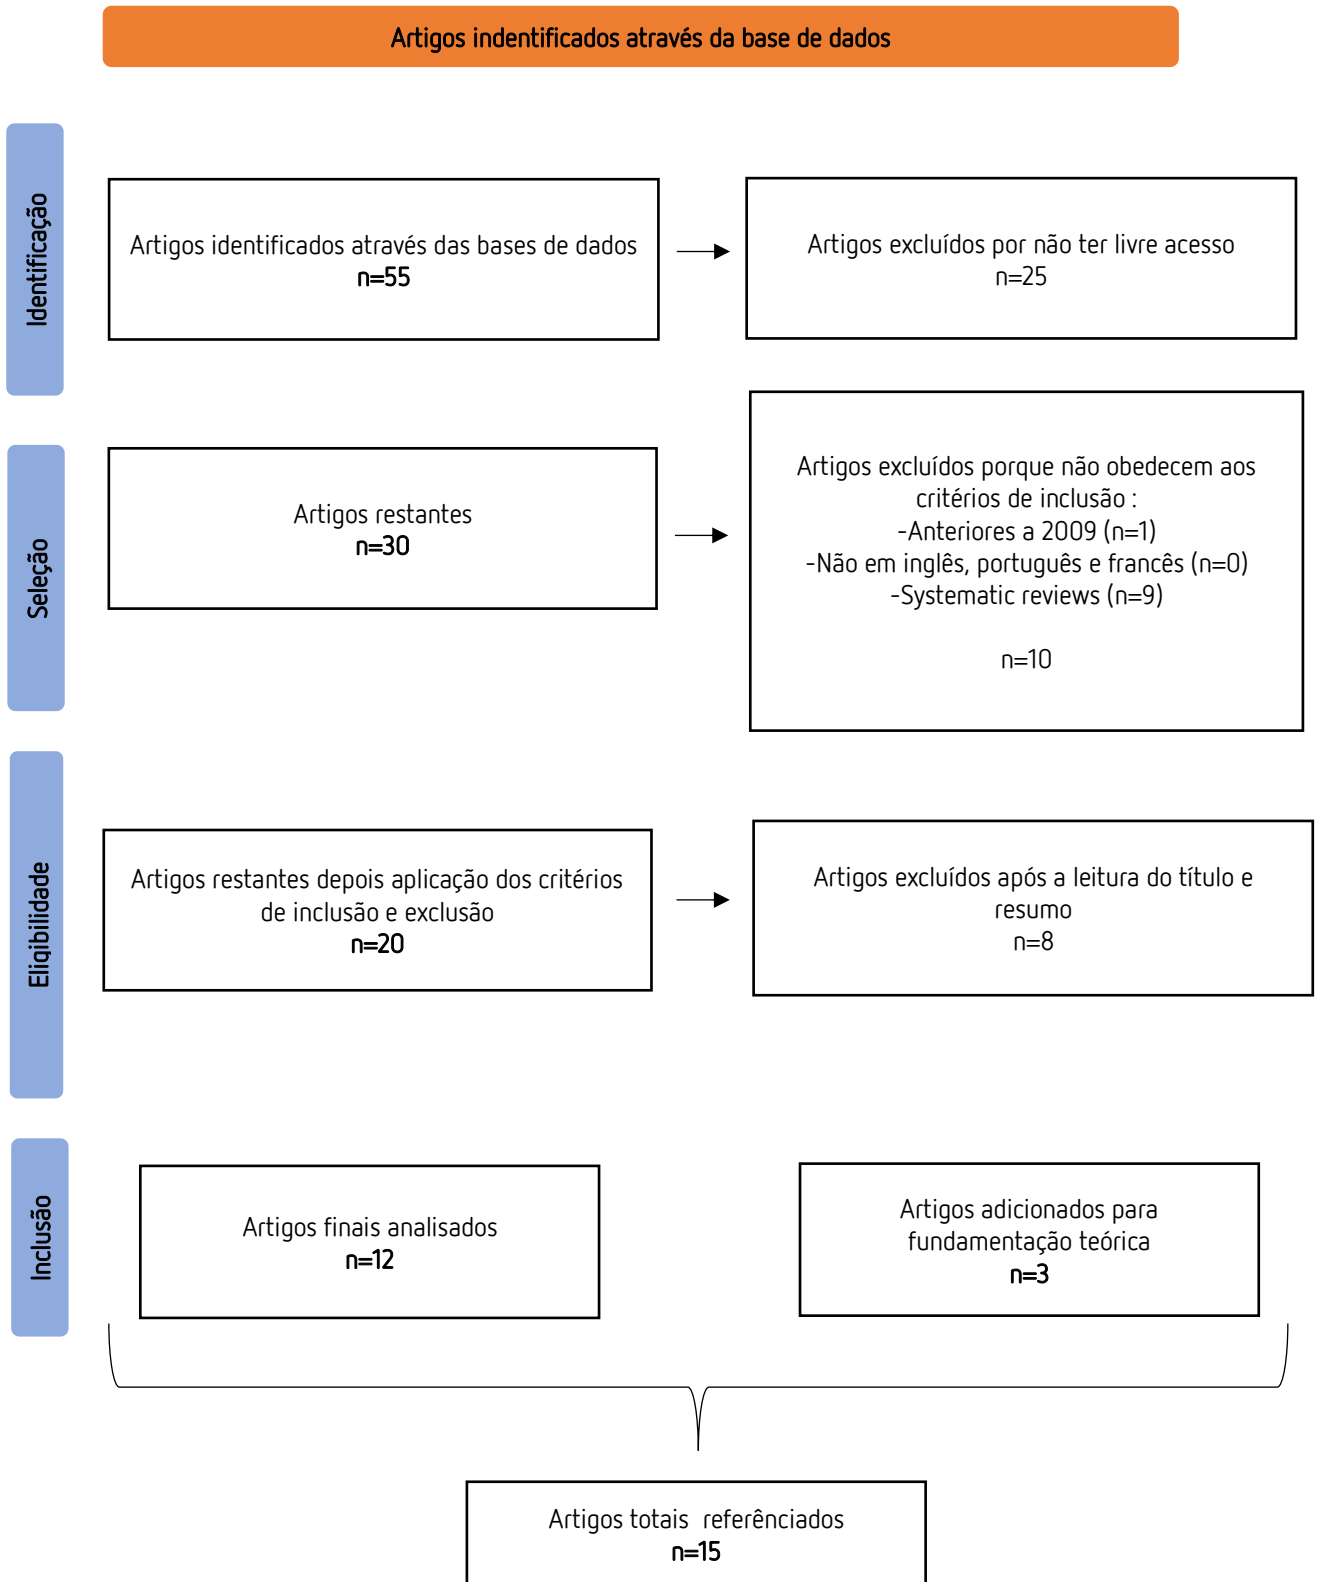 Artigos indentificados através da base de dados
Identificação
Artigos identificados através das bases de dados
n=55
Artigos excluídos por não ter livre acesso
n=25
Seleção
Artigos restantes
n=30
Artigos excluídos porque não obedecem aos
critérios de inclusão :
-Anteriores a 2009 (n=1)
-Não em inglês, português e francês (n=0)
-Systematic reviews (n=9)
n=10
Eligibilidade
Artigos restantes depois aplicação dos critérios
de inclusão e exclusão
n=20
Artigos excluídos após a leitura do título e
resumo
n=8
Inclusão
Artigos finais analisados
n=12
Artigos adicionados para
fundamentação teórica
n=3
Artigos totais referênciados
n=15